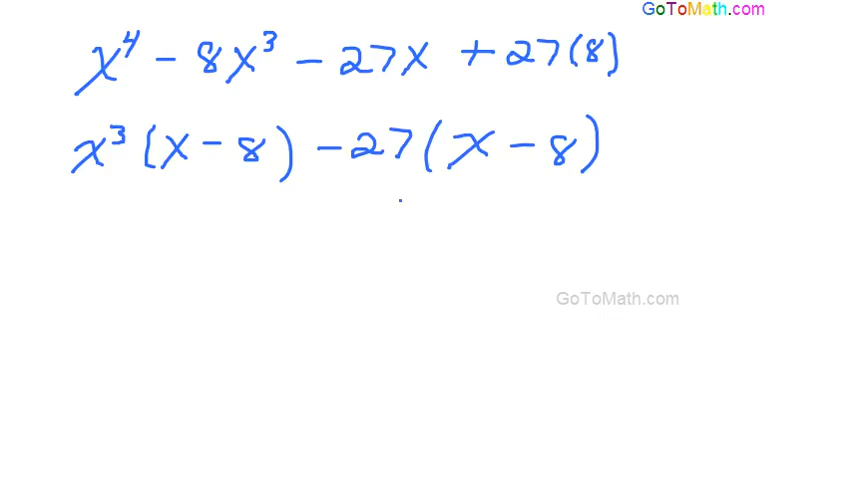 GoToMath.com
x⁴ - 8x³ - 27x + 27(8)
x³(x - 8) - 27(x - 8)
GoToMath.com